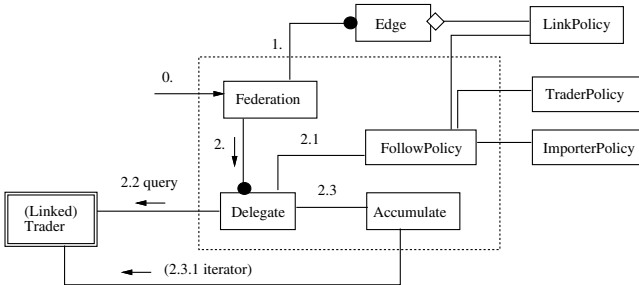 Edge
LinkPolicy
1.
0.
Federation
TraderPolicy
2.
2.1
FollowPolicy
ImporterPolicy
2.2 query
2.3
(Linked)
Trader
Delegate
Accumulate
(2.3.1 iterator)